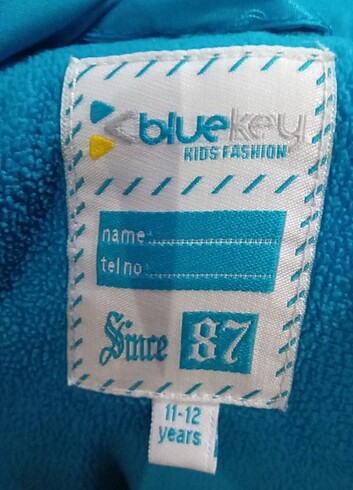 bluekey
KIDS FASHION
name:
tel no:
Since 87
11-12
years